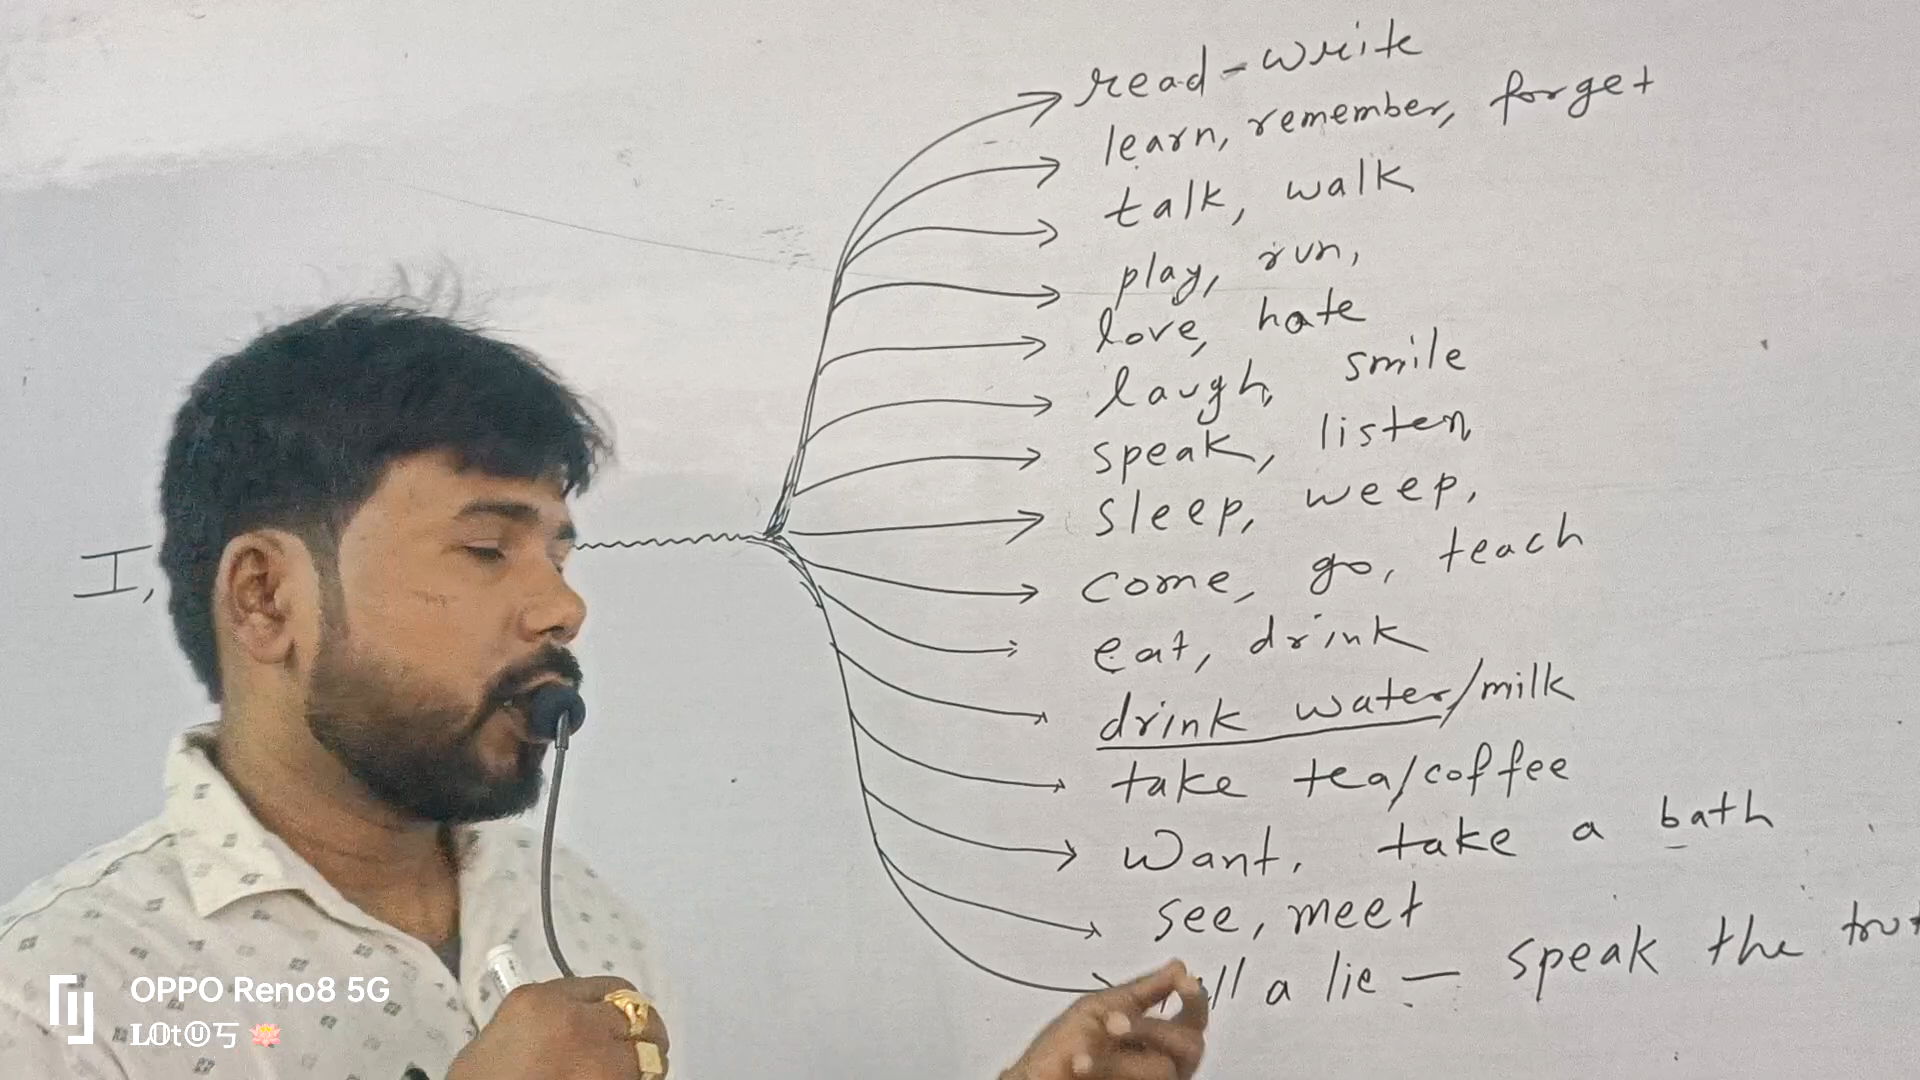 read - write
learn, remember, forget
talk, walk
play, run,
love, hate
laugh, smile
speak, listen,
sleep, weep,
I,
come, go, teach
eat, drink
drink water/milk
take tea/coffee
want, take a bath
see, meet
a lie — speak the
OPPO Reno8 5G